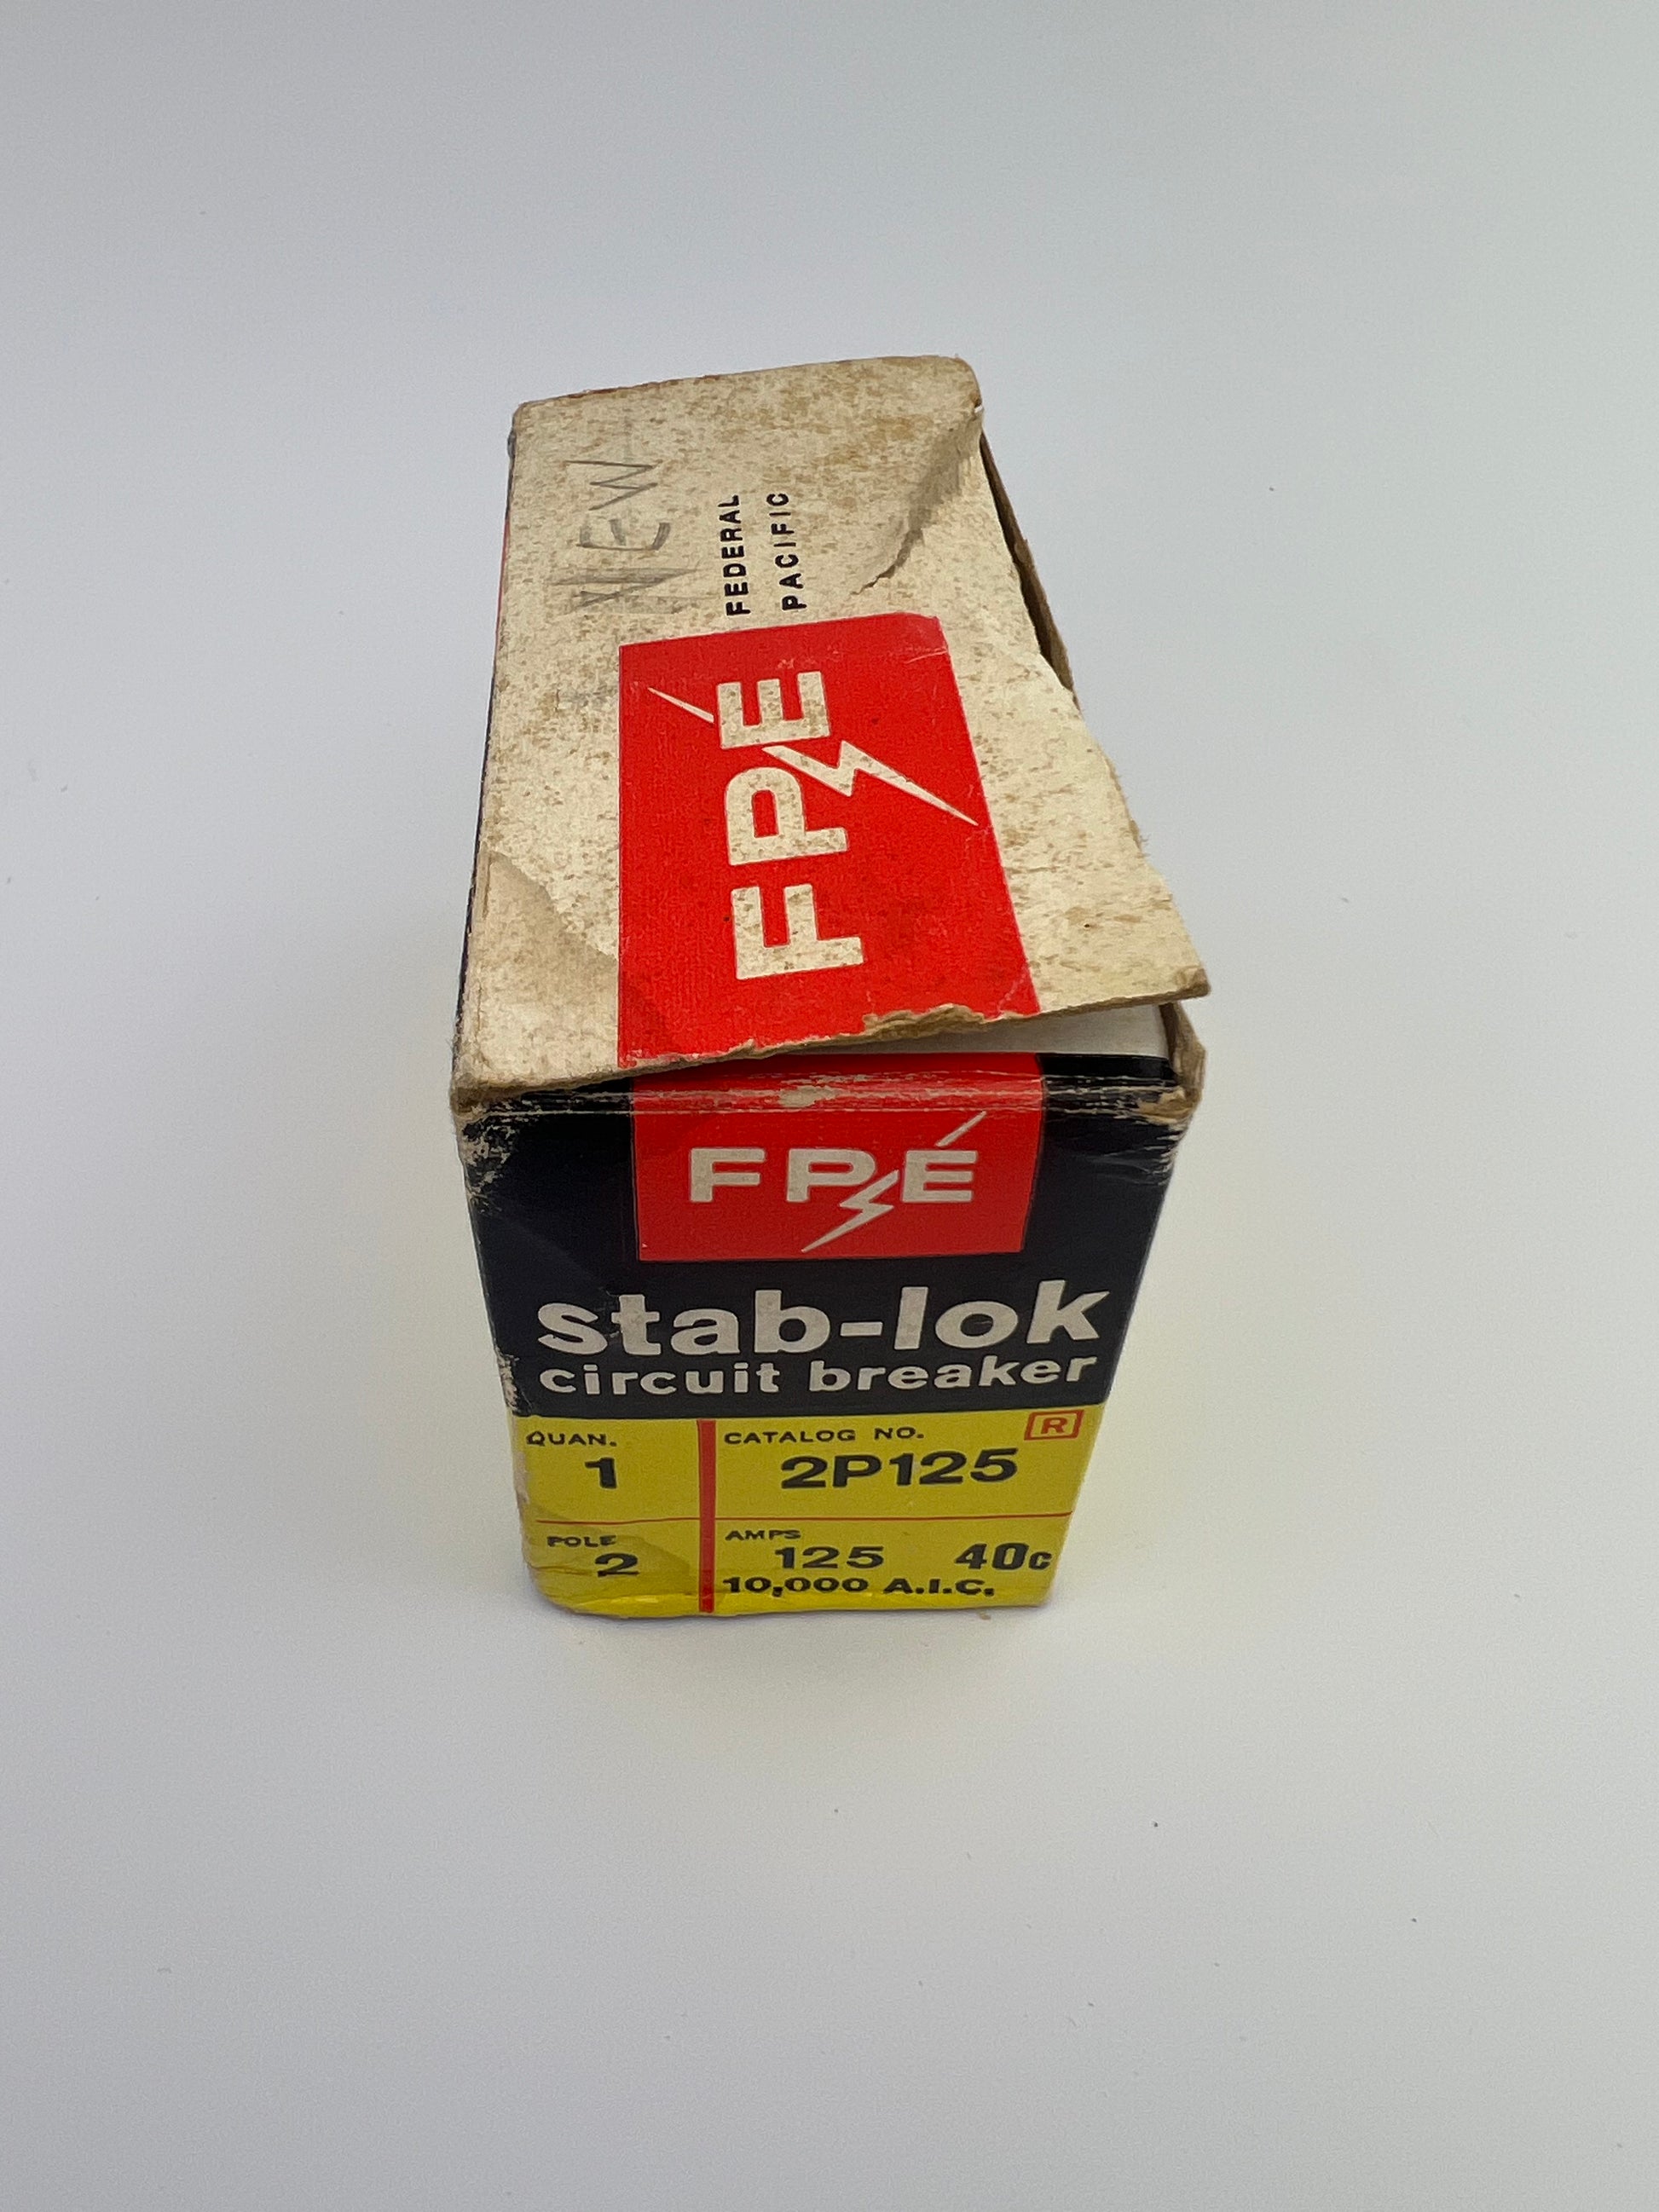 NEW
FEDERAL
PACIFIC
FPE
FPE
stab-lok
circuit breaker
QUAN.
1
CATALOG NO.
R
2P125
POLE
2
AMPS
125 40c
10,000 A.I.C.